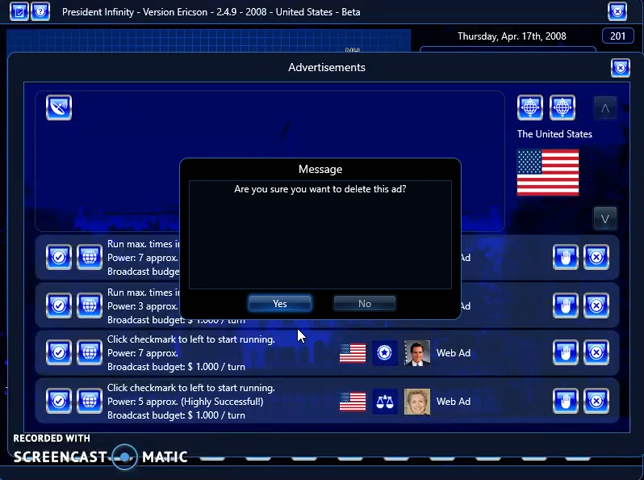 President Infinity - Version Ericson - 2.4.9 - 2008 - United States - Beta
Thursday, Apr. 17th, 2008
201
Advertisements
The United States
Message
Are you sure you want to delete this ad?
Run max. times in
Power: 7 approx.
Broadcast budget
Ad
Yes
No
Run max. times in
Power: 3 approx.
Broadcast budget: $ 1.000 / turn
Ad
Click checkmark to left to start running.
Power: 7 approx.
Broadcast budget: $ 1.000 / turn
Web Ad
Click checkmark to left to start running.
Power: 5 approx. (Highly Successful!)
Broadcast budget: $ 1.000 / turn
Web Ad
RECORDED WITH
SCREENCAST MATIC